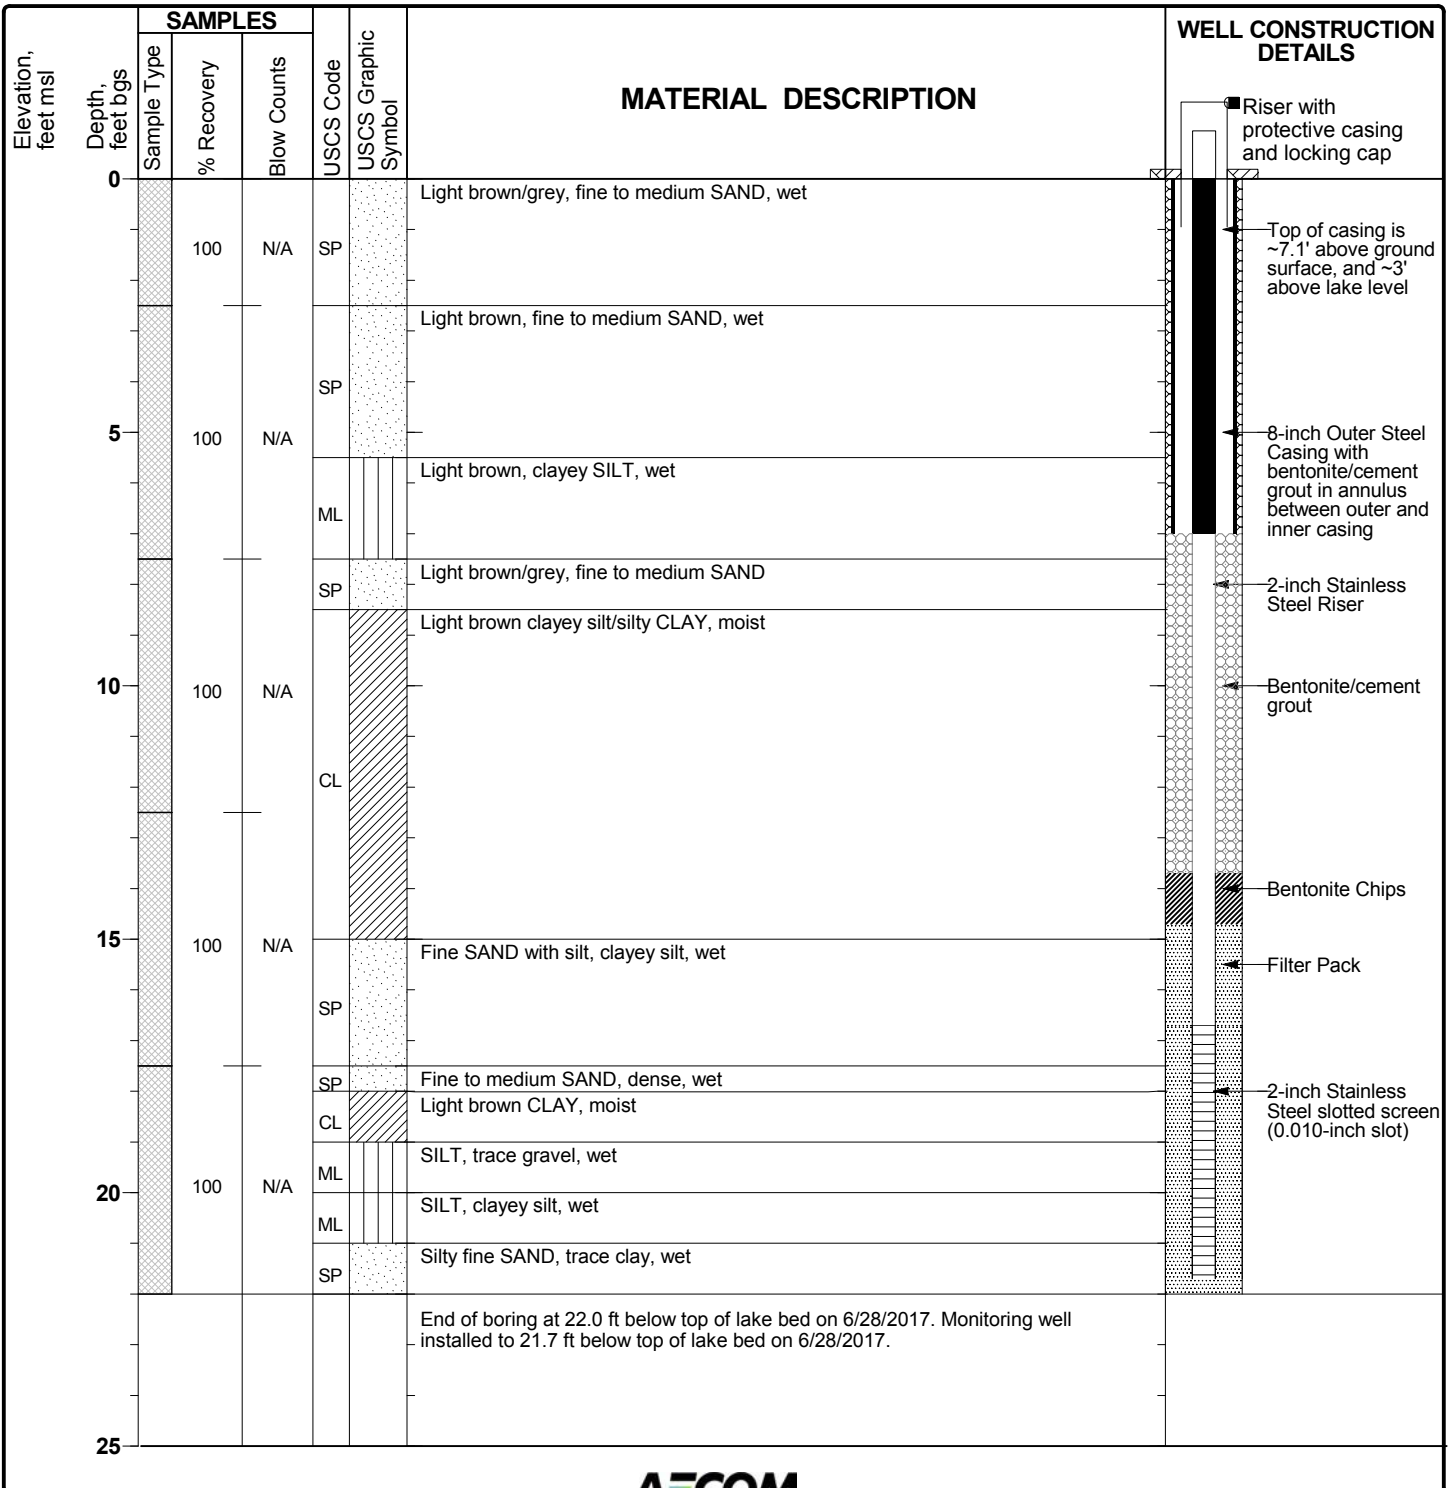 SAMPLES
Elevation,
feet msl
Depth,
feet bgs
Sample Type
% Recovery
Blow Counts
USCS Code
USCS Graphic
Symbol
MATERIAL DESCRIPTION
WELL CONSTRUCTION
DETAILS
Riser with
protective casing
and locking cap
0
Light brown/grey, fine to medium SAND, wet
100 N/A SP
Top of casing is
~7.1' above ground
surface, and ~3'
above lake level
Light brown, fine to medium SAND, wet
SP
5
100 N/A
8-inch Outer Steel
Casing with
bentonite/cement
grout in annulus
between outer and
inner casing
Light brown, clayey SILT, wet
ML
Light brown/grey, fine to medium SAND
SP
2-inch Stainless
Steel Riser
Light brown clayey silt/silty CLAY, moist
10
100 N/A
Bentonite/cement
grout
CL
Bentonite Chips
15
100 N/A
Fine SAND with silt, clayey silt, wet
Filter Pack
SP
Fine to medium SAND, dense, wet
SP
2-inch Stainless
Steel slotted screen
(0.010-inch slot)
Light brown CLAY, moist
CL
SILT, trace gravel, wet
ML
20
100 N/A
SILT, clayey silt, wet
ML
Silty fine SAND, trace clay, wet
SP
End of boring at 22.0 ft below top of lake bed on 6/28/2017. Monitoring well
installed to 21.7 ft below top of lake bed on 6/28/2017.
25
AECOM